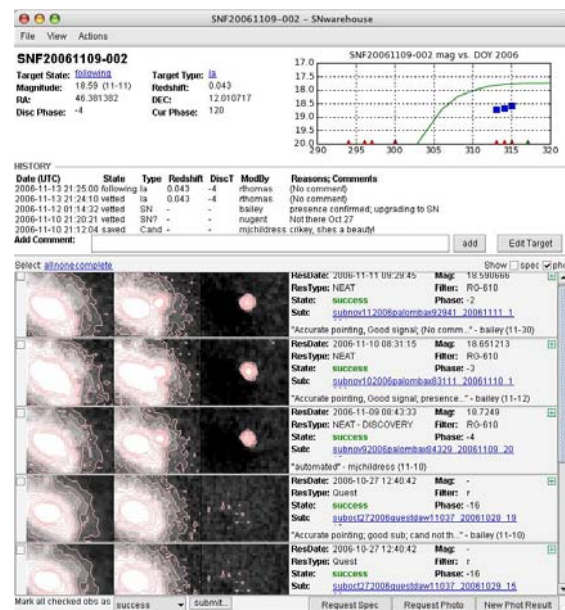 SNF20061109-002 - SNwarehouse
File View Actions
SNF20061109-002
Target State: following Target Type: Ia
Magnitude: 18.59 (11-11) Redshift: 0.043
RA: 46.381382 DEC: 12.010717
Disc Phase: -4 Cur Phase: 120
SNF20061109-002 mag vs. DOY 2006
17.0
17.5
18.0
18.5
19.0
19.5
20.0
290 295 300 305 310 315 320
HISTORY
Date (UTC) State Type Redshift DiscT ModBy Reasons; Comments
2006-11-13 21:25:00 following Ia 0.043 -4 rthomas (No comment)
2006-11-13 21:24:10 vetted Ia 0.043 -4 rthomas (No comment)
2006-11-12 01:14:32 vetted SN - - bailey presence confirmed; upgrading to SN
2006-11-10 21:20:21 vetted SN? - - nugent Not there Oct 27
2006-11-10 21:12:04 saved Cand - - mjchildress crikey, shes a beauty!
Add Comment: add Edit Target
Select: all none complete Show spec pho
ResDate: 2006-11-11 09:29:45 Mag: 18.590666
ResType: NEAT Filter: RG-610
State: success Phase: -2
Sub: subnov112006palombax92941_20061111_1
"Accurate pointing, Good signal; (No comm..." - bailey (11-30)
ResDate: 2006-11-10 08:31:15 Mag: 18.651213
ResType: NEAT Filter: RG-610
State: success Phase: -3
Sub: subnov102006palombax83111_20061110_1
"Accurate pointing, Good signal; presence..." - bailey (11-12)
ResDate: 2006-11-09 08:43:33 Mag: 18.7249
ResType: NEAT - DISCOVERY Filter: RG-610
State: success Phase: -4
Sub: subnov92006palombax84329_20061109_20
"automated" - mjchildress (11-10)
ResDate: 2006-10-27 12:40:42 Mag: -
ResType: Quest Filter: r
State: success Phase: -16
Sub: suboct272006questdaw11037_20061028_19
"Accurate pointing; good sub; cand not th..." - bailey (11-10)
ResDate: 2006-10-27 12:40:42 Mag: -
ResType: Quest Filter: r
State: success Phase: -16
Sub: suboct272006questdaw11037_20061029_15
Mark all checked obs as success submit... Request Spec Request Photo New Phot Result